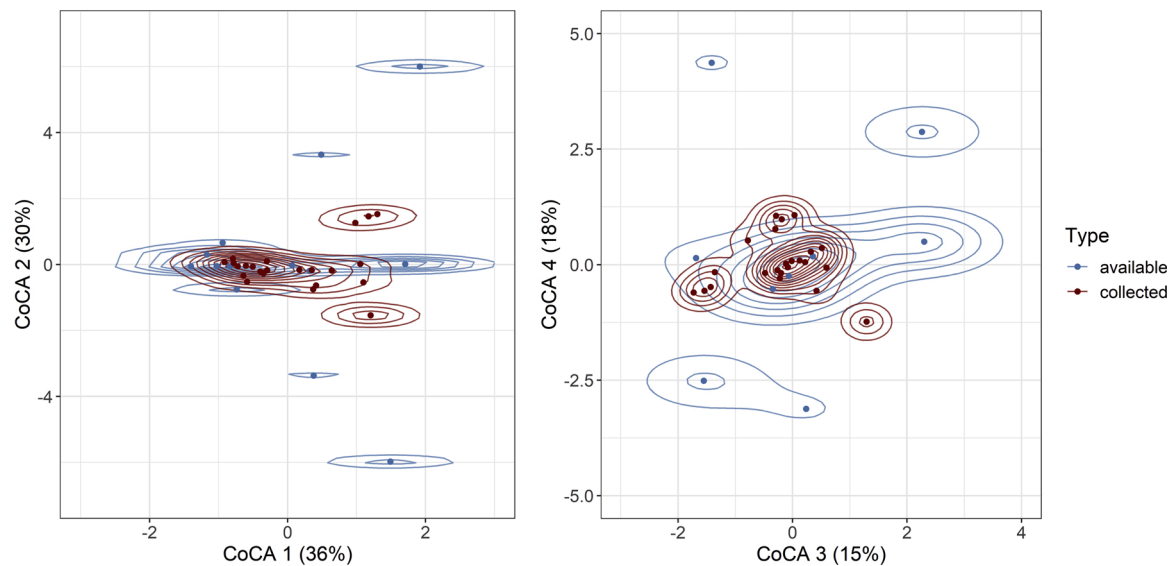 4
0
-4
CoCA 2 (30%)
-2
0
2
CoCA 1 (36%)
5.0
2.5
0.0
-2.5
-5.0
CoCA 4 (18%)
-2
0
2
4
CoCA 3 (15%)
Type
available
collected